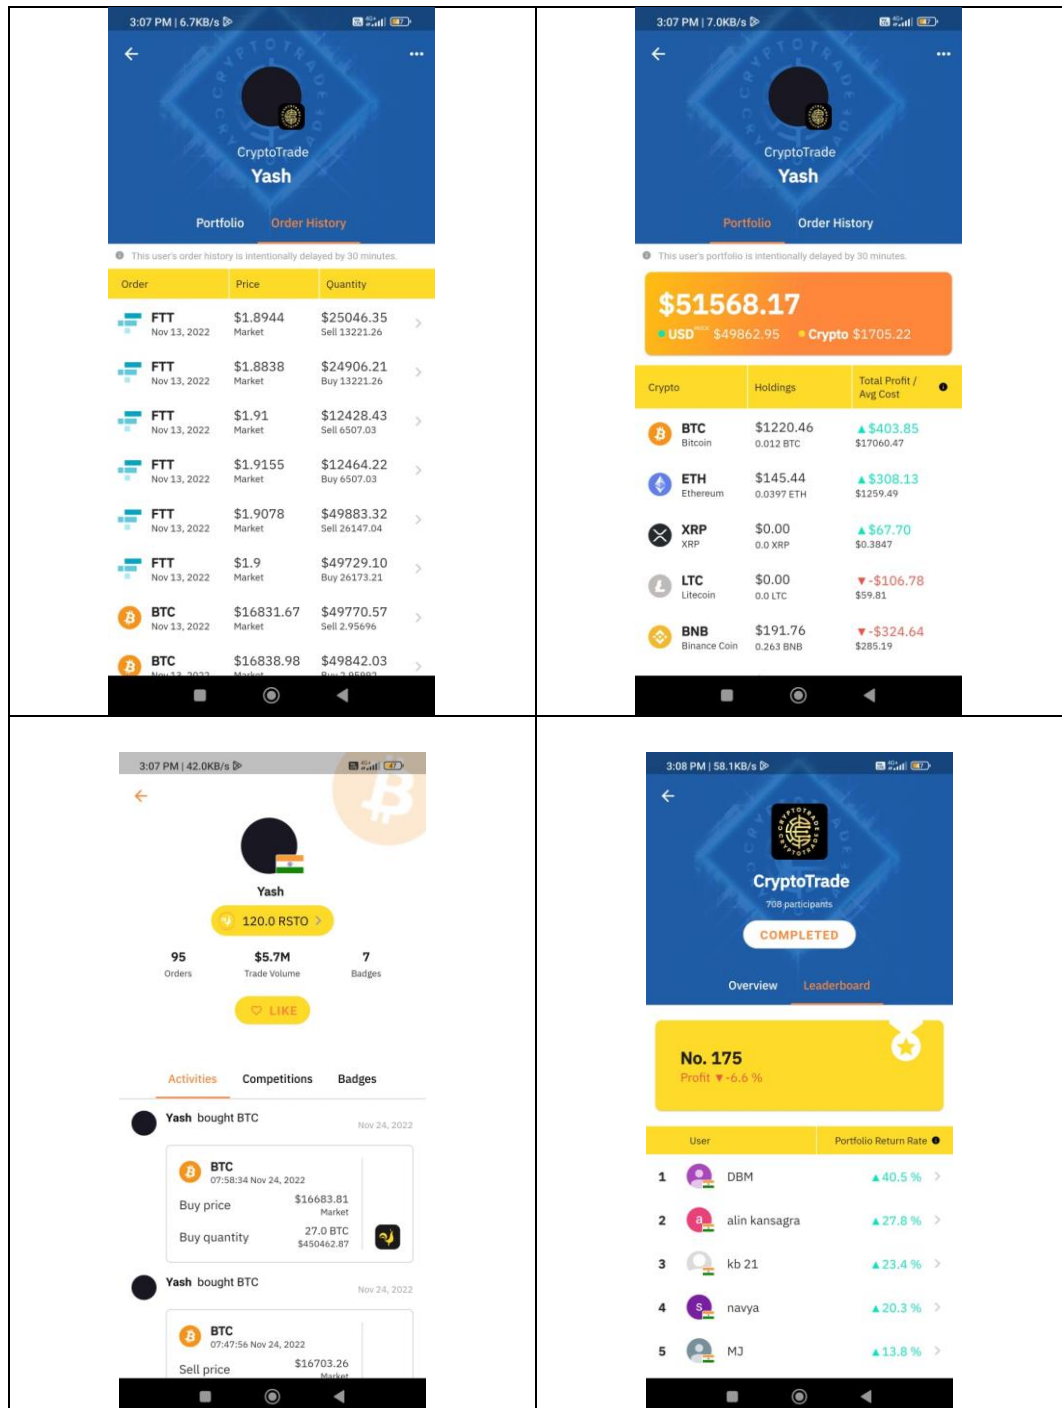 3:07 PM | 6.7KB/s
CryptoTrade
Yash
Portfolio Order History
This user's order history is intentionally delayed by 30 minutes.
Order Price Quantity
FTT $1.8944 $25046.35
Nov 13, 2022 Market Sell 13221.26
FTT $1.8838 $24906.21
Nov 13, 2022 Market Buy 13221.26
FTT $1.91 $12428.43
Nov 13, 2022 Market Sell 6507.03
FTT $1.9155 $12464.22
Nov 13, 2022 Market Buy 6507.03
FTT $1.9078 $49883.32
Nov 13, 2022 Market Sell 26147.04
FTT $1.9 $49729.10
Nov 13, 2022 Market Buy 26173.21
BTC $16831.67 $49770.57
Nov 13, 2022 Market Sell 2.95696
BTC $16838.98 $49842.03
Nov 13, 2022 Market Buy 2.95992
3:07 PM | 7.0KB/s
CryptoTrade
Yash
Portfolio Order History
This user's portfolio is intentionally delayed by 30 minutes.
$51568.17
USD $49862.95 Crypto $1705.22
Crypto Holdings Total Profit / Avg Cost
BTC $1220.46 ▲ $403.85
Bitcoin 0.012 BTC $17060.47
ETH $145.44 ▲ $308.13
Ethereum 0.0397 ETH $1259.49
XRP $0.00 ▲ $67.70
XRP 0.0 XRP $0.3847
LTC $0.00 ▼ -$106.78
Litecoin 0.0 LTC $59.81
BNB $191.76 ▼ -$324.64
Binance Coin 0.263 BNB $285.19
3:07 PM | 42.0KB/s
47
Yash
120.0 RSTO
95 $5.7M 7
Orders Trade Volume Badges
LIKE
Activities Competitions Badges
Yash bought BTC
Nov 24, 2022
BTC
07:58:34 Nov 24, 2022
Buy price $16683.81
Market
Buy quantity 27.0 BTC
$450462.87
Yash bought BTC
Nov 24, 2022
BTC
07:47:56 Nov 24, 2022
Sell price $16703.26
Market
3:08 PM | 58.1KB/s
CRYPTOTRADE CRYPTOTRADE
CryptoTrade
708 participants
COMPLETED
Overview Leaderboard
No. 175
Profit ▼ -6.6 %
User Portfolio Return Rate
1 DBM ▲ 40.5 %
2 a alin kansagra ▲ 27.8 %
3 kb 21 ▲ 23.4 %
4 s navya ▲ 20.3 %
5 MJ ▲ 13.8 %